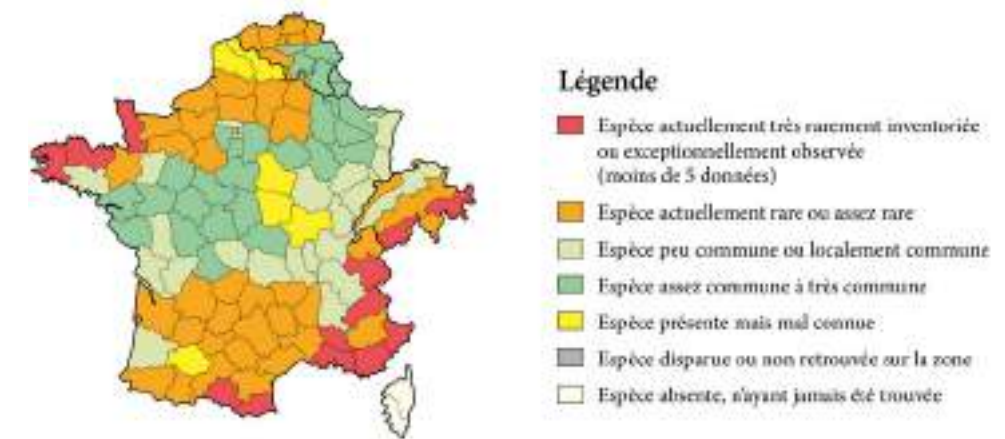 Légende
Espèce actuellement très rarement inventoriée
ou exceptionnellement observée
(moins de 5 données)
Espèce actuellement rare ou assez rare
Espèce peu commune ou localement commune
Espèce assez commune à très commune
Espèce présente mais mal connue
Espèce disparue ou non retrouvée sur la zone
Espèce absente, n'ayant jamais été trouvée